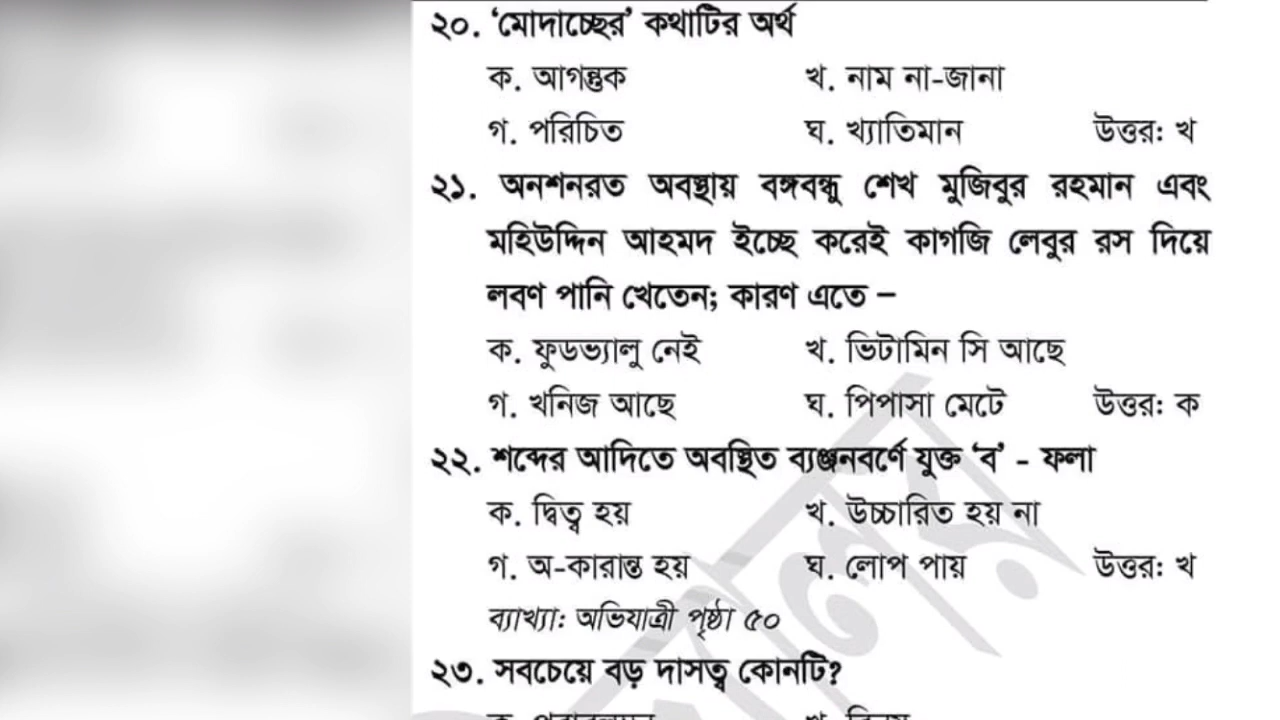 ২০. ‘মোদাচ্ছের’ কথাটির অর্থ
ক. আগন্তুক খ. নাম না-জানা
গ. পরিচিত ঘ. খ্যাতিমান উত্তর: খ
২১. অনশনরত অবস্থায় বঙ্গবন্ধু শেখ মুজিবুর রহমান এবং
মহিউদ্দিন আহমদ ইচ্ছে করেই কাগজি লেবুর রস দিয়ে
লবণ পানি খেতেন; কারণ এতে –
ক. ফুডভ্যালু নেই খ. ভিটামিন সি আছে
গ. খনিজ আছে ঘ. পিপাসা মেটে উত্তর: ক
২২. শব্দের আদিতে অবস্থিত ব্যঞ্জনবর্ণে যুক্ত ‘ব’ - ফলা
ক. দ্বিত্ব হয় খ. উচ্চারিত হয় না
গ. অ-কারান্ত হয় ঘ. লোপ পায় উত্তর: খ
ব্যাখ্যা: অভিযাত্রী পৃষ্ঠা ৫০
২৩. সবচেয়ে বড় দাসত্ব কোনটি?